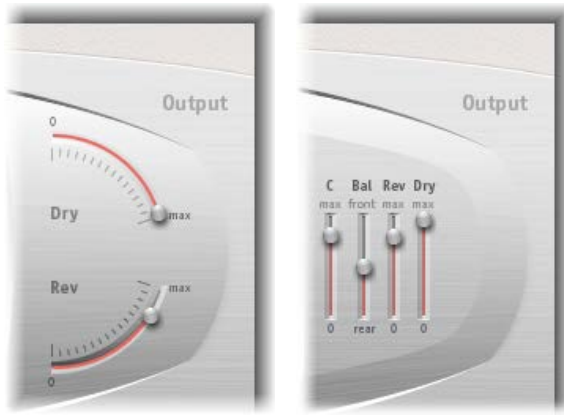 Output
0
Dry
max
Rev
max
0
Output
C Bal Rev Dry
max front max max
0 rear 0 0